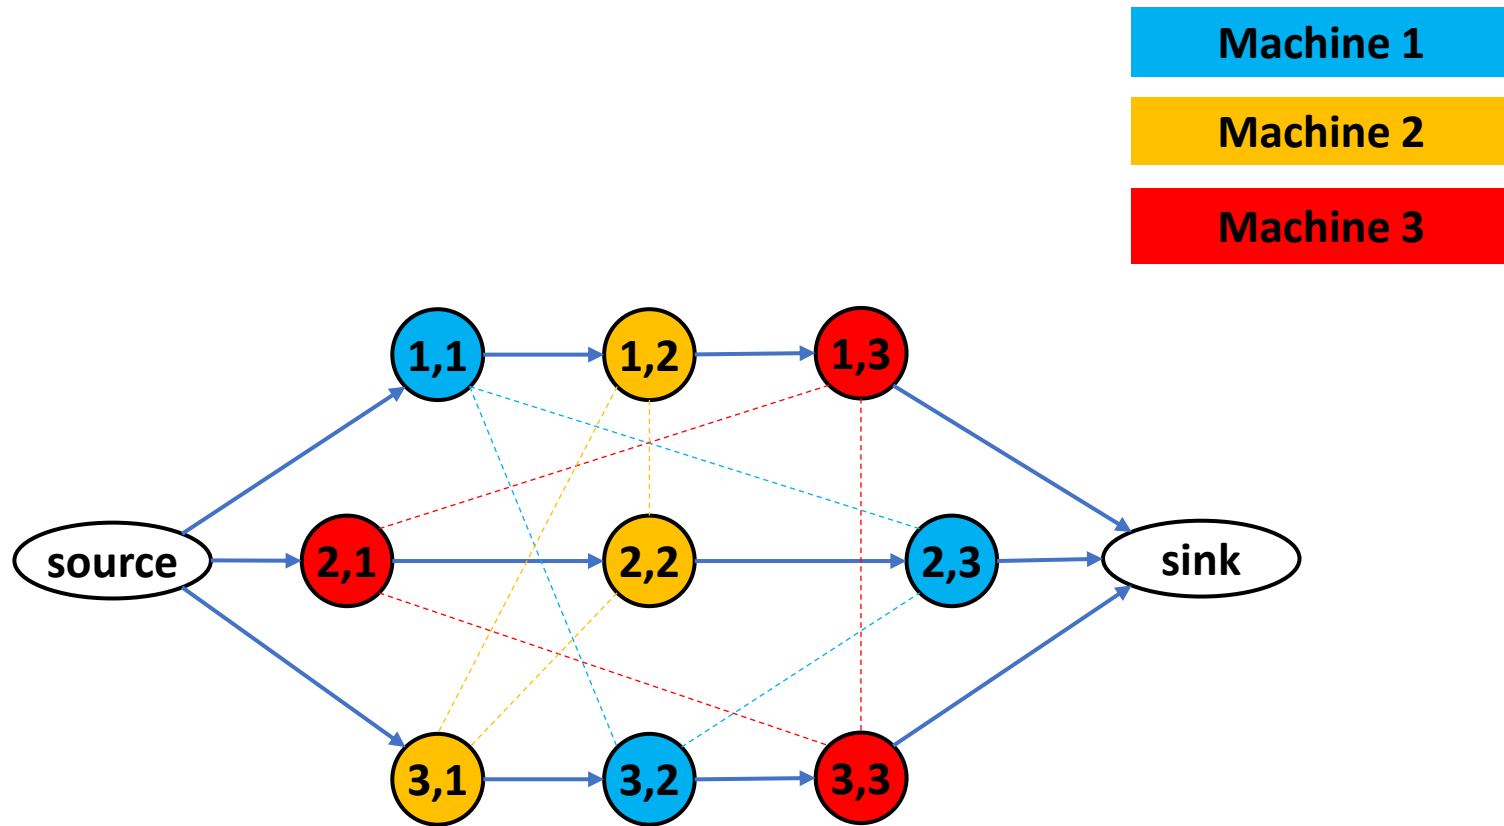 Machine 1
Machine 2
Machine 3
1,1 1,2 1,3
source 2,1 2,2 2,3 sink
3,1 3,2 3,3